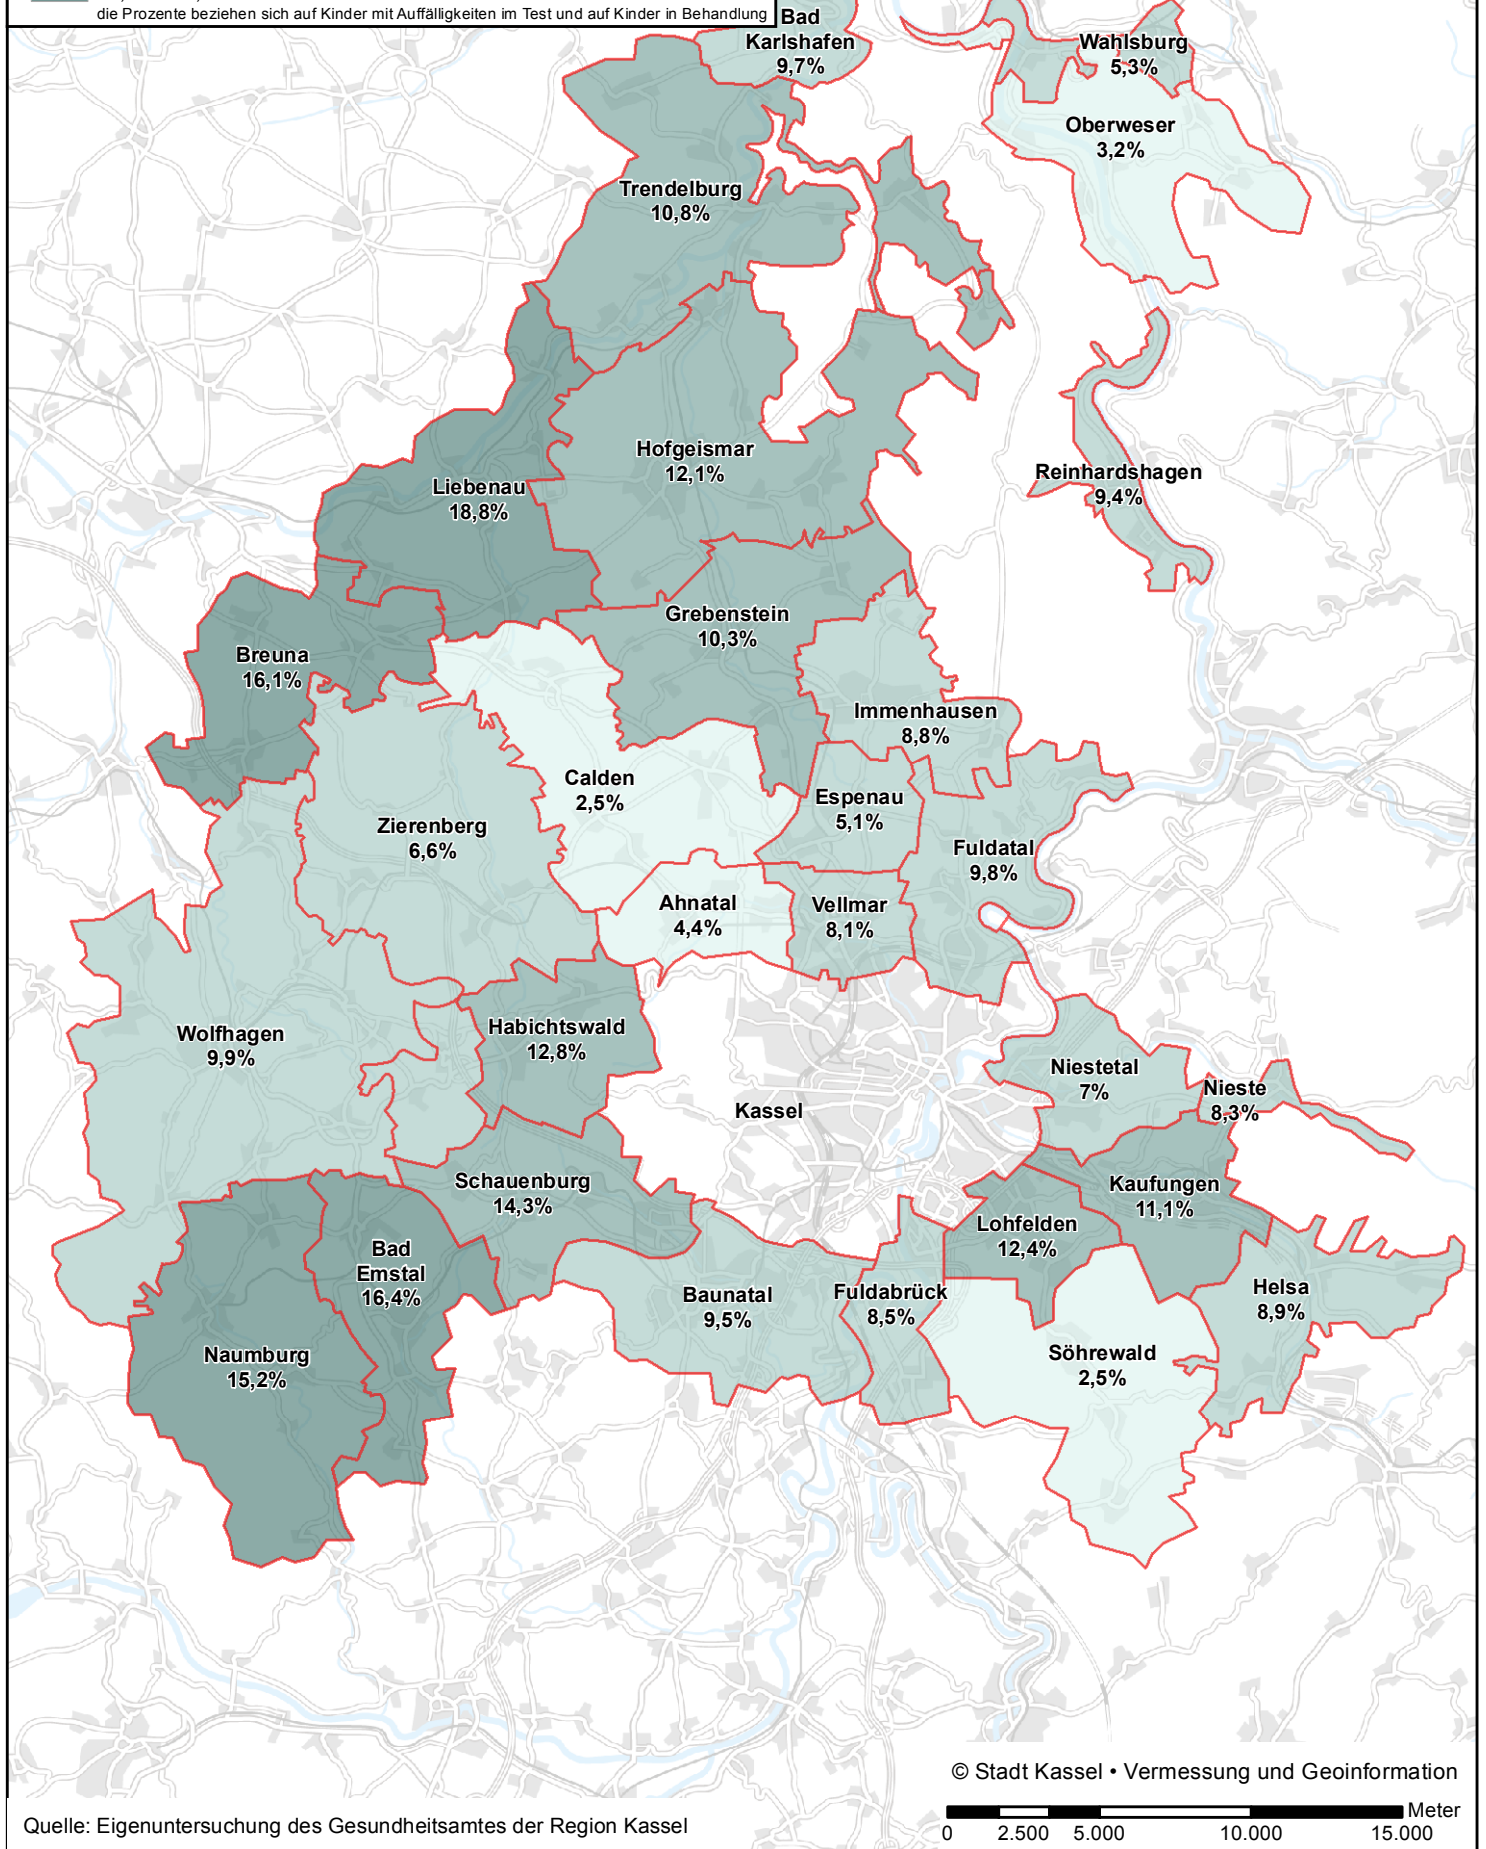 die Prozente beziehen sich auf Kinder mit Auffälligkeiten im Test und auf Kinder in Behandlung
Bad
Karlshafen
9,7%
Wahlsburg
5,3%
Oberweser
3,2%
Trendelburg
10,8%
Hofgeismar
12,1%
Reinhardshagen
9,4%
Liebenau
18,8%
Grebenstein
10,3%
Breuna
16,1%
Immenhausen
8,8%
Calden
2,5%
Espenau
5,1%
Zierenberg
6,6%
Fuldatal
9,8%
Ahnatal
4,4%
Vellmar
8,1%
Wolfhagen
9,9%
Habichtswald
12,8%
Niestetal
7%
Nieste
8,3%
Kassel
Schauenburg
14,3%
Kaufungen
11,1%
Lohfelden
12,4%
Bad
Emstal
16,4%
Baunatal
9,5%
Fuldabrück
8,5%
Helsa
8,9%
Naumburg
15,2%
Söhrewald
2,5%
© Stadt Kassel • Vermessung und Geoinformation
Quelle: Eigenuntersuchung des Gesundheitsamtes der Region Kassel
Meter
0 2.500 5.000 10.000 15.000